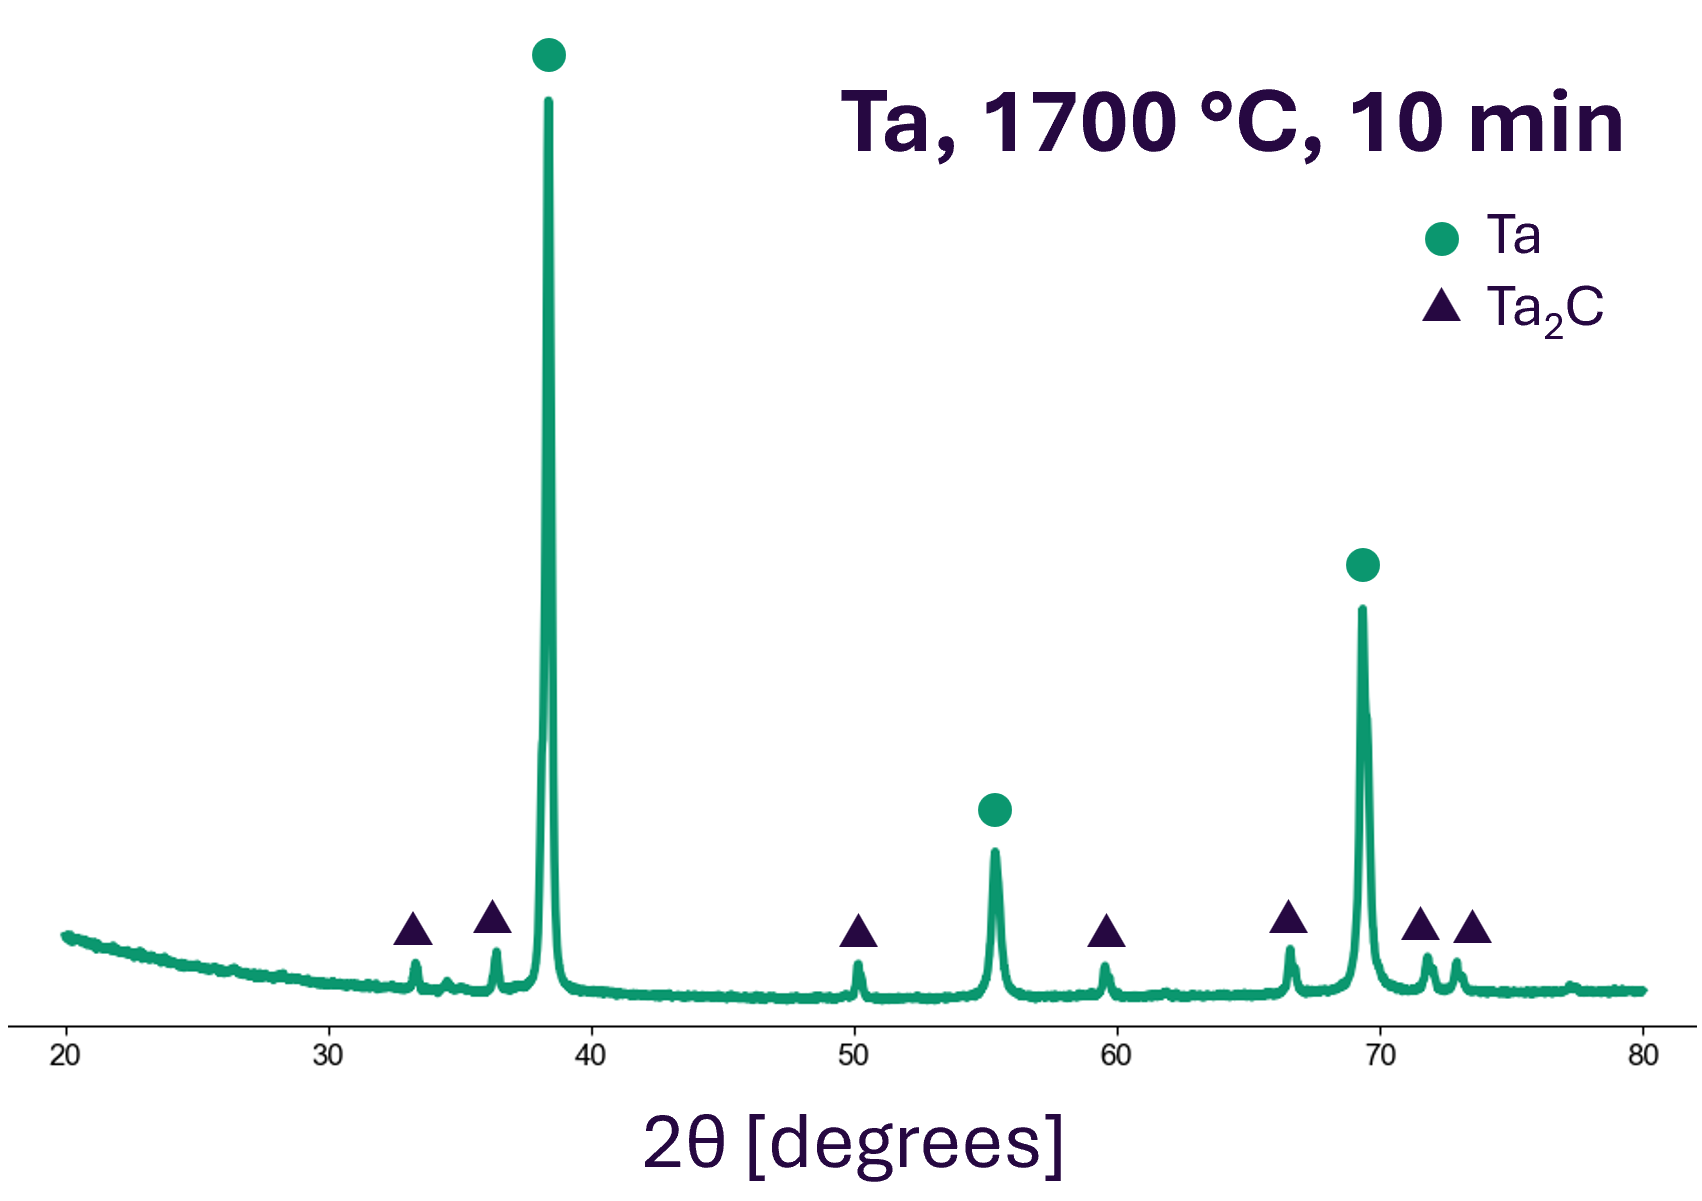 Ta, 1700 °C, 10 min
Ta
Ta₂C
20 30 40 50 60 70 80
2θ [degrees]